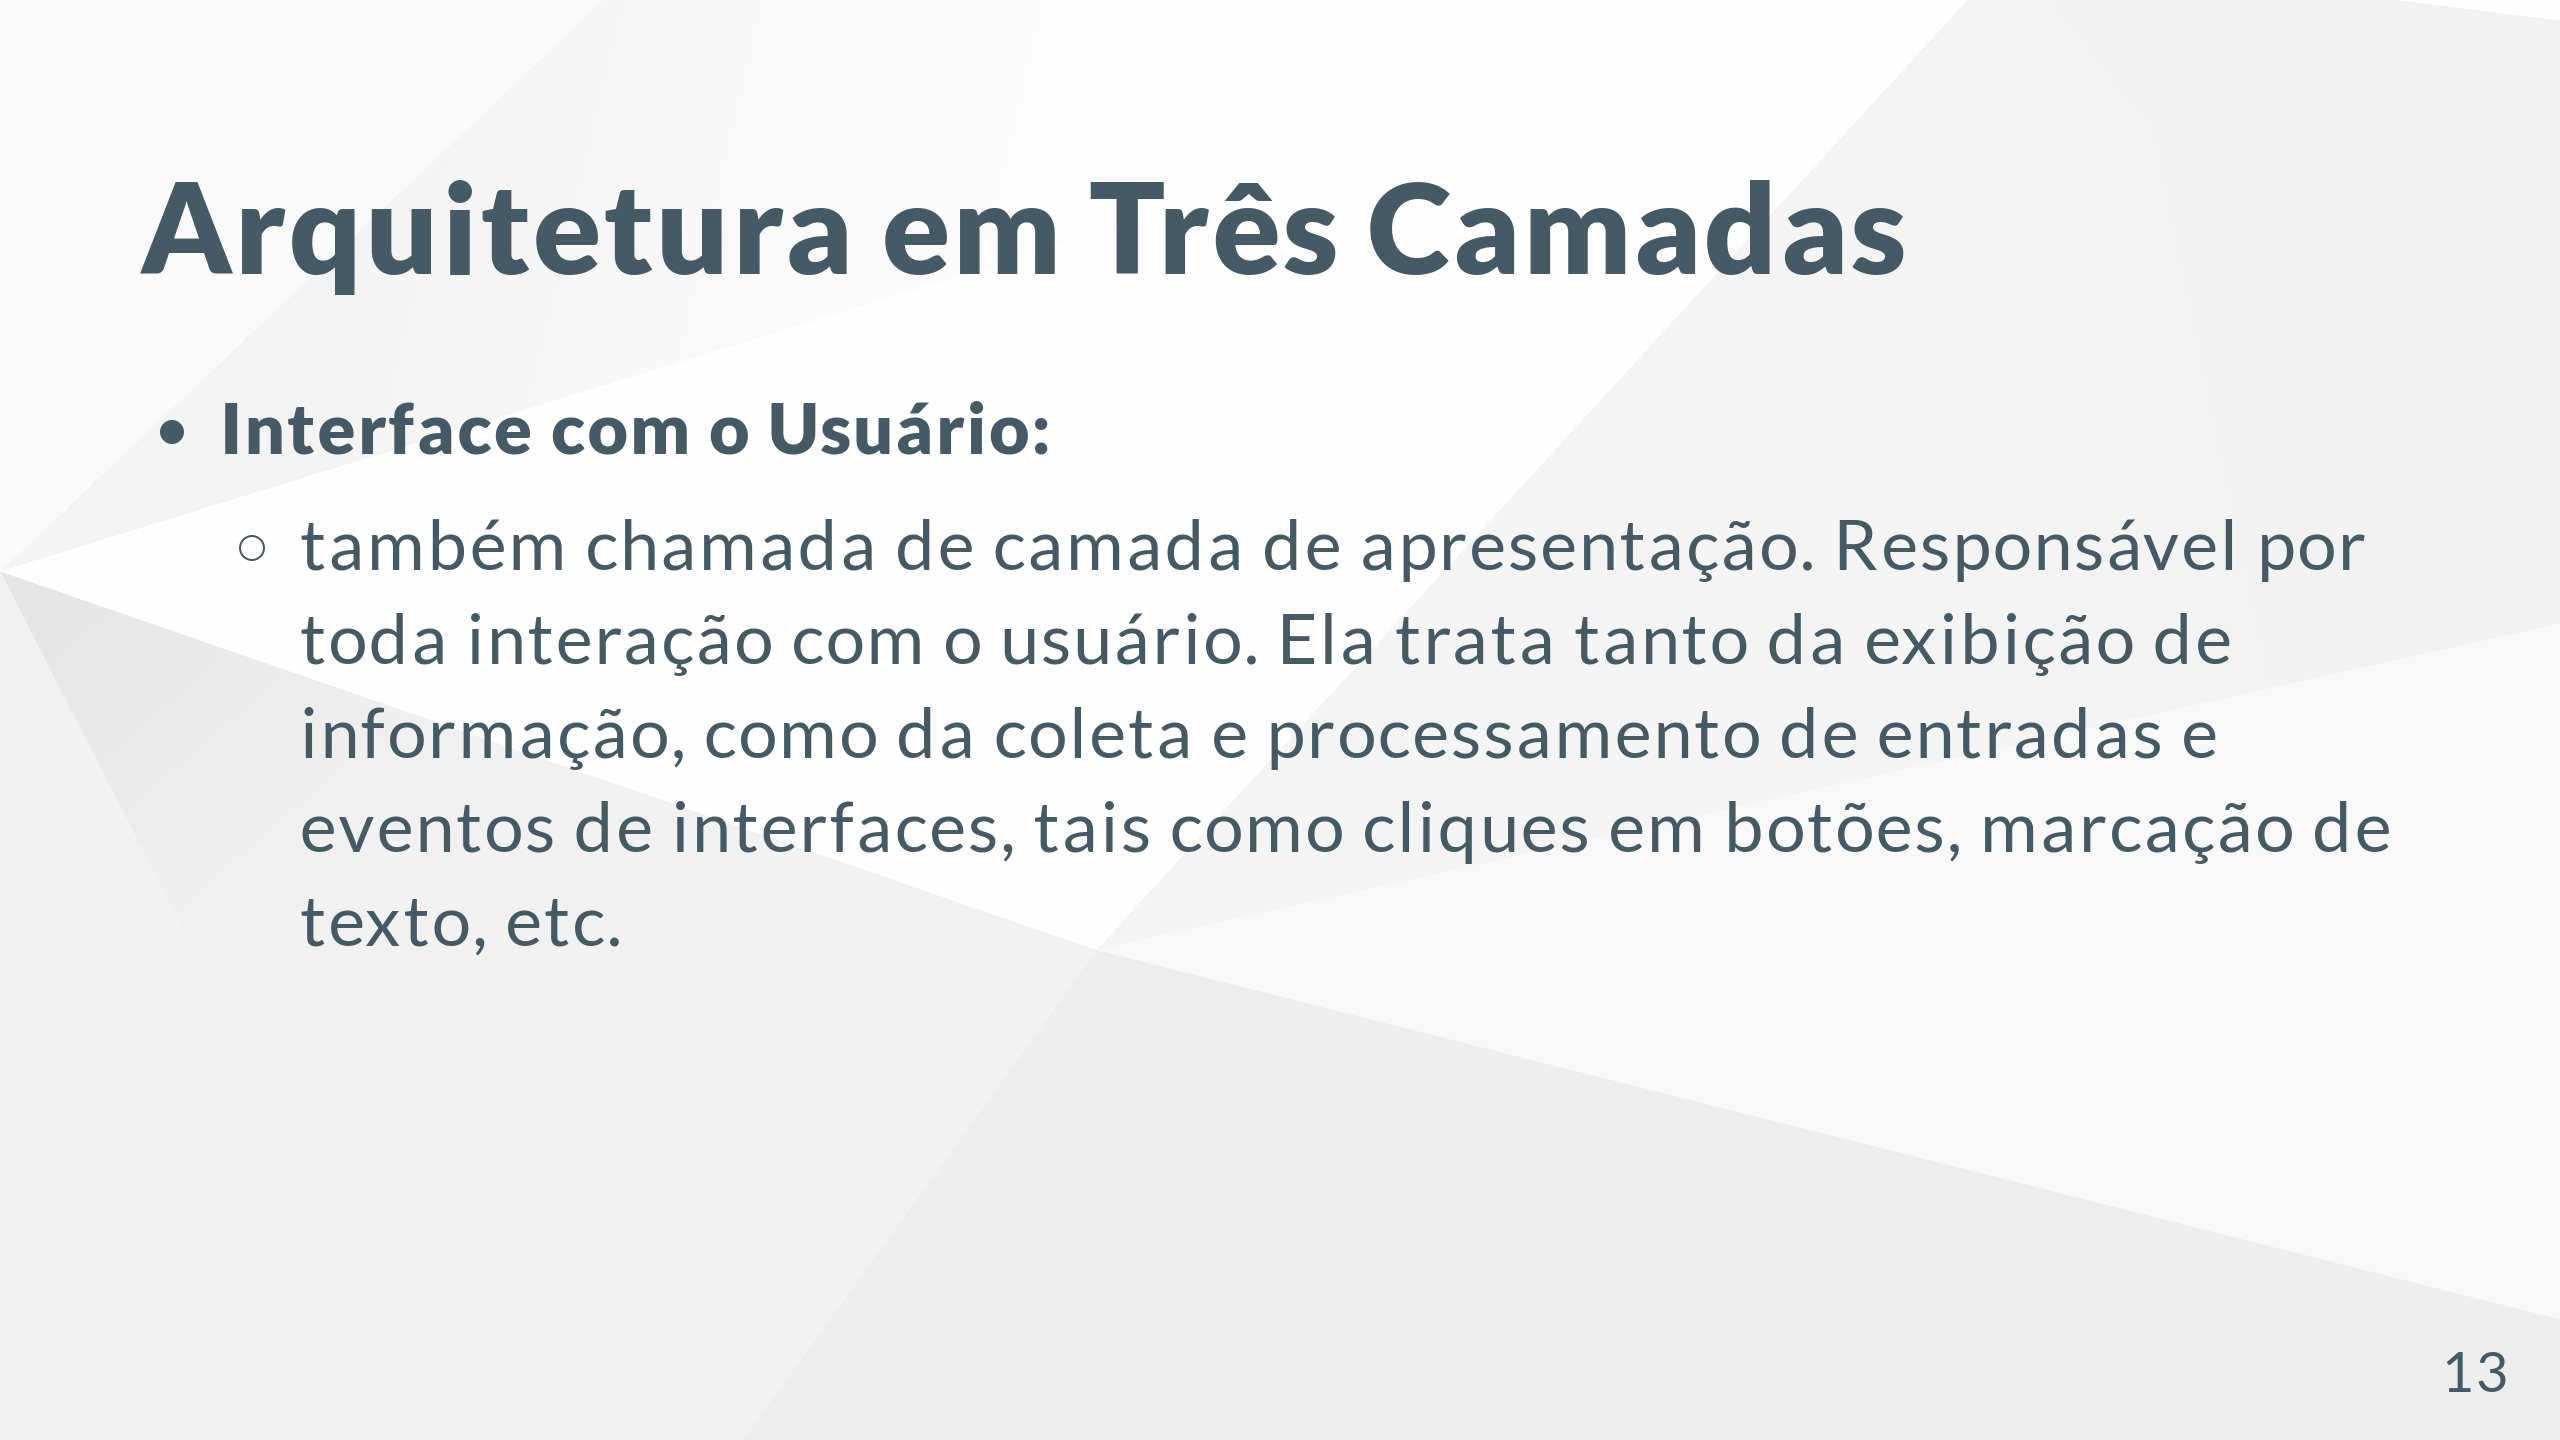 Arquitetura em Três Camadas
Interface com o Usuário:
também chamada de camada de apresentação. Responsável por
toda interação com o usuário. Ela trata tanto da exibição de
informação, como da coleta e processamento de entradas e
eventos de interfaces, tais como cliques em botões, marcação de
texto, etc.
13